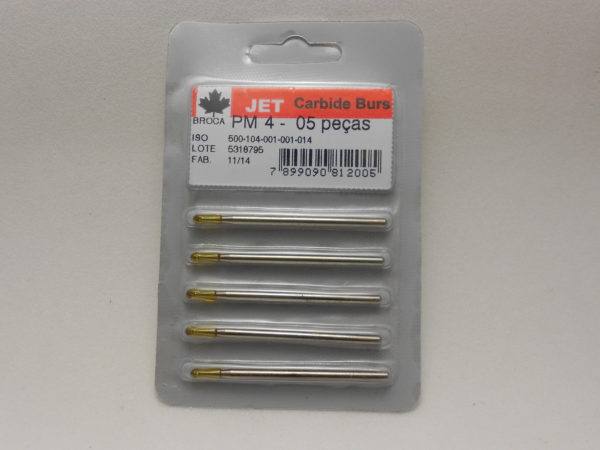 JET Carbide Burs
BROCA PM 4 - 05 peças
ISO 500-104-001-001-014
LOTE 5318795
FAB. 11/14
7 899090 812005